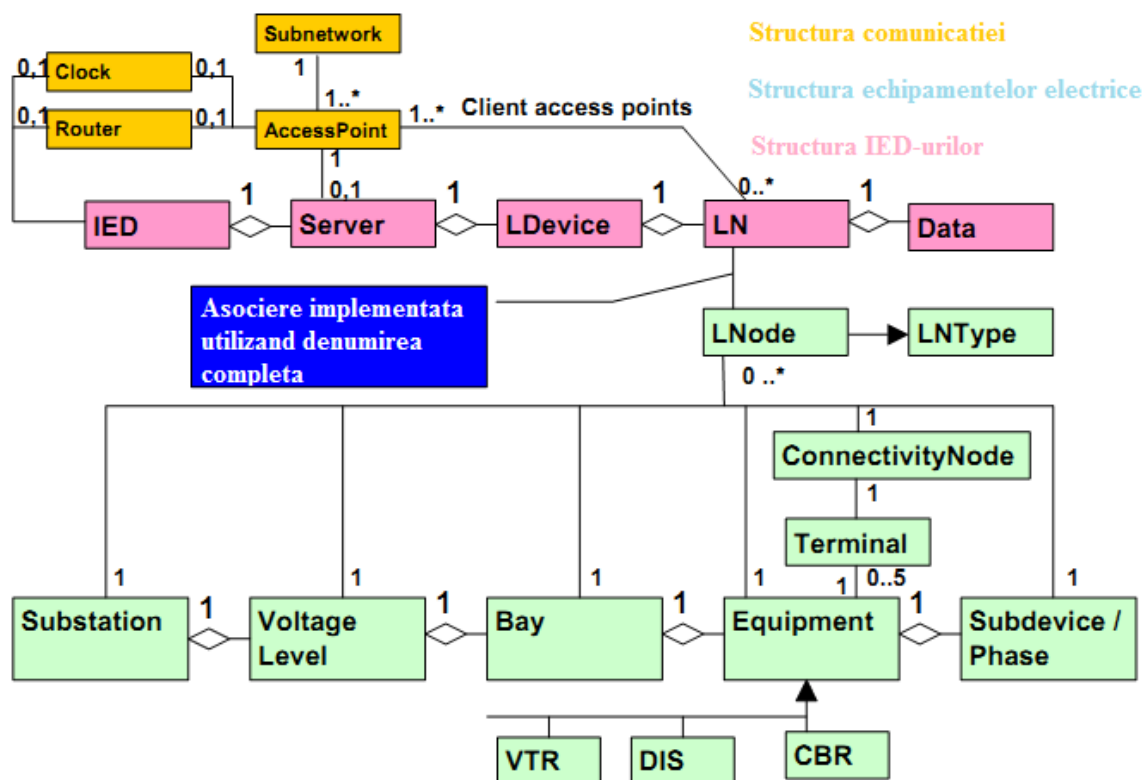 Subnetwork
Structura comunicatiei
0,1
Clock
0,1
1
Structura echipamentelor electrice
0,1
Router
0,1
1..*
AccessPoint
1..*
Client access points
Structura IED-urilor
1
0,1
0..*
IED
1
Server
1
LDevice
1
LN
1
Data
Asociere implementata
utilizand denumirea
completa
LNode
LNType
0 ..*
1
ConnectivityNode
1
Terminal
0..5
1
1
1
1
1
1
Substation
1
Voltage
Level
1
Bay
1
Equipment
1
Subdevice /
Phase
VTR
DIS
CBR